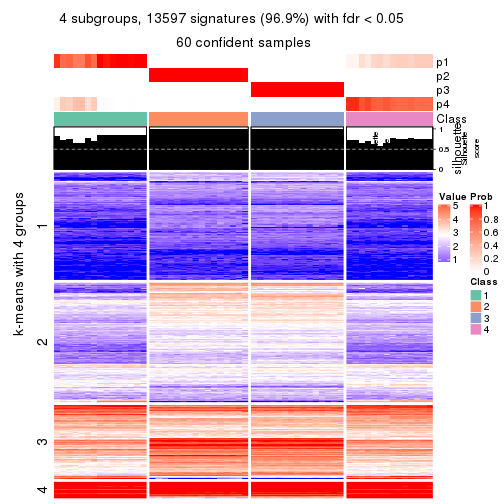 4 subgroups, 13597 signatures (96.9%) with fdr < 0.05
60 confident samples
p1
p2
p3
p4
Class
silhouette
Silhouette
score
1
0.5
0
k-means with 4 groups
1
2
3
4
Value
5
4
3
2
1
Prob
1
0.8
0.6
0.4
0.2
0
Class
1
2
3
4